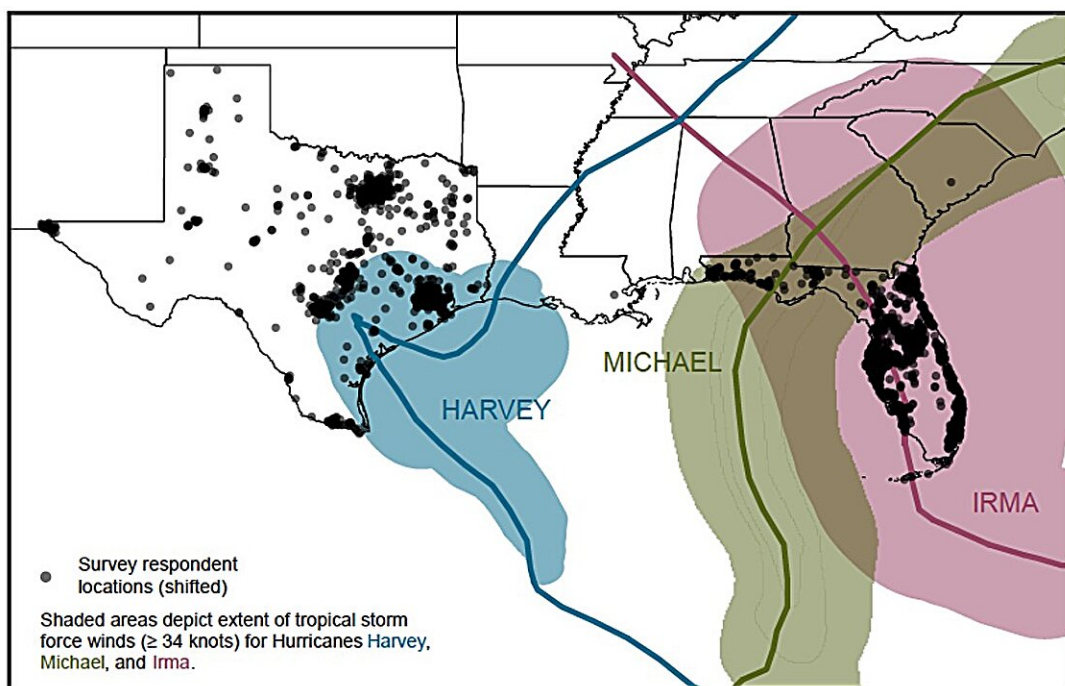 MICHAEL
HARVEY
IRMA
Survey respondent
locations (shifted)
Shaded areas depict extent of tropical storm
force winds (≥ 34 knots) for Hurricanes Harvey,
Michael, and Irma.